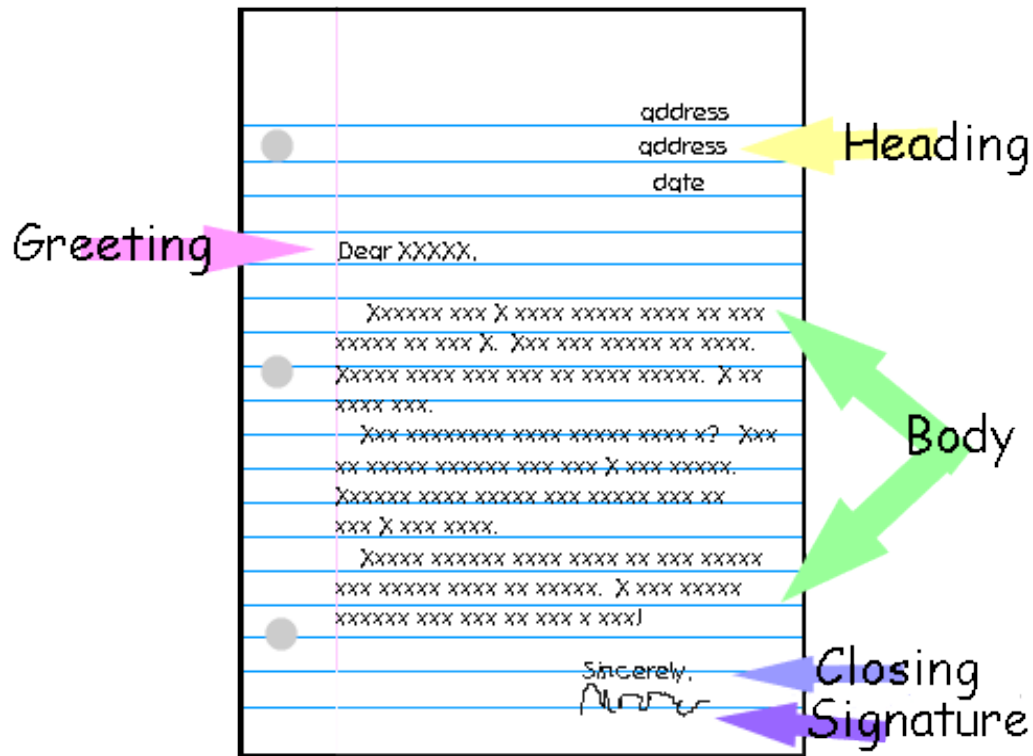 address
address
Heading
date
Greeting
Dear XXXXX,
Xxxxxx xxx X xxxx xxxxx xxxx xx xxx
xxxxx xx xxx X. Xxx xxx xxxxx xx xxxx.
Xxxxx xxxx xxx xxx xx xxxx xxxxx. X xx
xxxx xxx.
Body
Xxx xxxxxxxx xxxx xxxxx xxxx x? Xxx
xx xxxxx xxxxxx xxx xxx X xxx xxxxx.
Xxxxxx xxxx xxxxx xxx xxxxx xxx xx
xxx X xxx xxxx.
Xxxxx xxxxxx xxxx xxxx xx xxx xxxxx
xxx xxxxx xxxx xx xxxxx. X xxx xxxxx
xxxxxx xxx xxx xx xxx x xxx!
Sincerely,
Closing
Signature